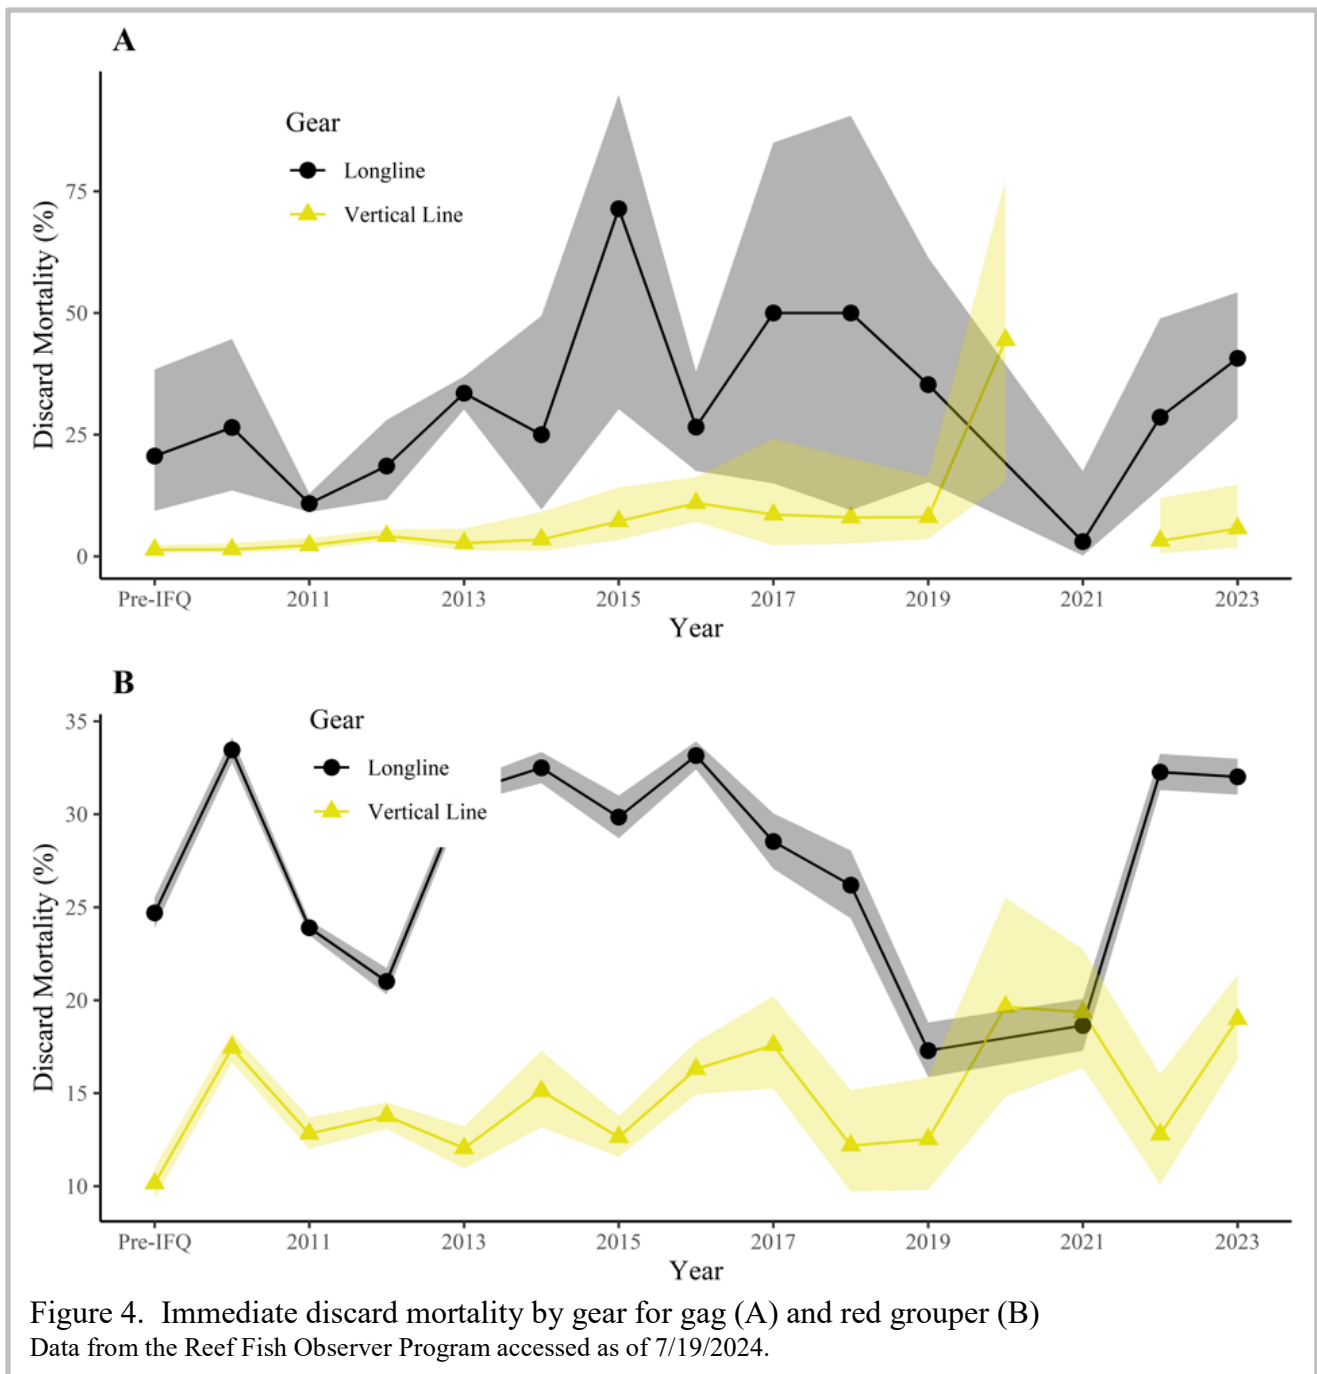 A
Gear
Longline
Vertical Line
Discard Mortality (%)
75
50
25
0
Pre-IFQ 2011 2013 2015 2017 2019 2021 2023
Year
B
Gear
Longline
Vertical Line
Discard Mortality (%)
35
30
25
20
15
10
Pre-IFQ 2011 2013 2015 2017 2019 2021 2023
Year
Figure 4. Immediate discard mortality by gear for gag (A) and red grouper (B)
Data from the Reef Fish Observer Program accessed as of 7/19/2024.